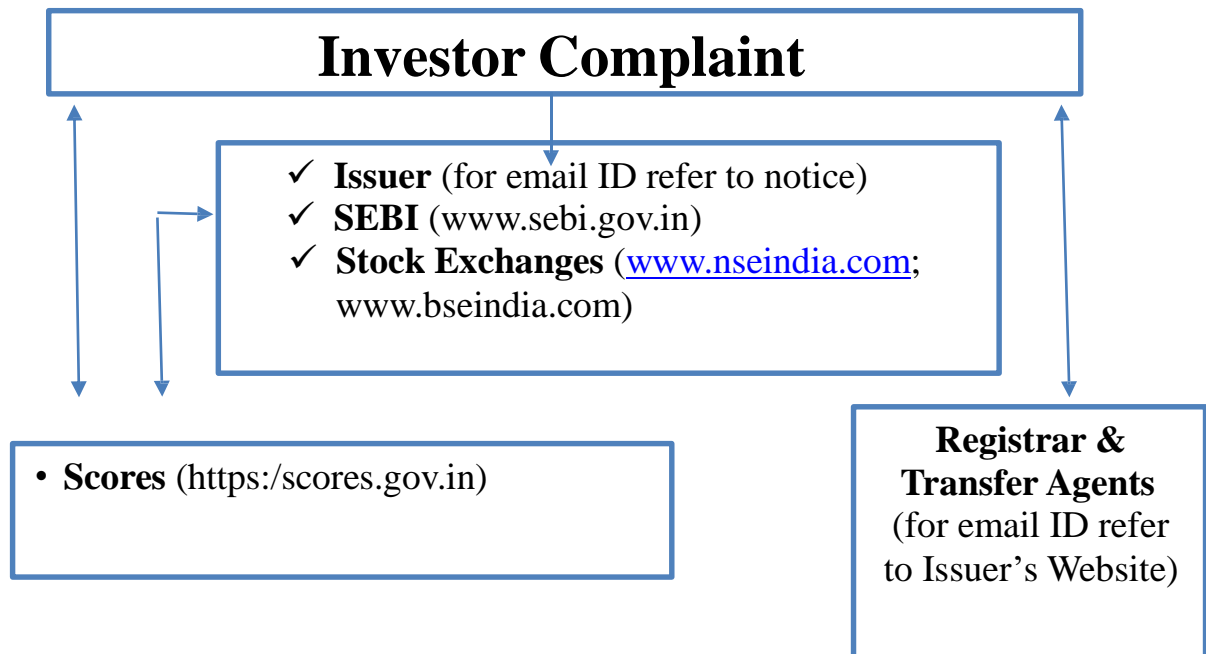 Investor Complaint
✓ Issuer (for email ID refer to notice)
✓ SEBI (www.sebi.gov.in)
✓ Stock Exchanges (www.nseindia.com;
www.bseindia.com)
• Scores (https:/scores.gov.in)
Registrar &
Transfer Agents
(for email ID refer
to Issuer’s Website)